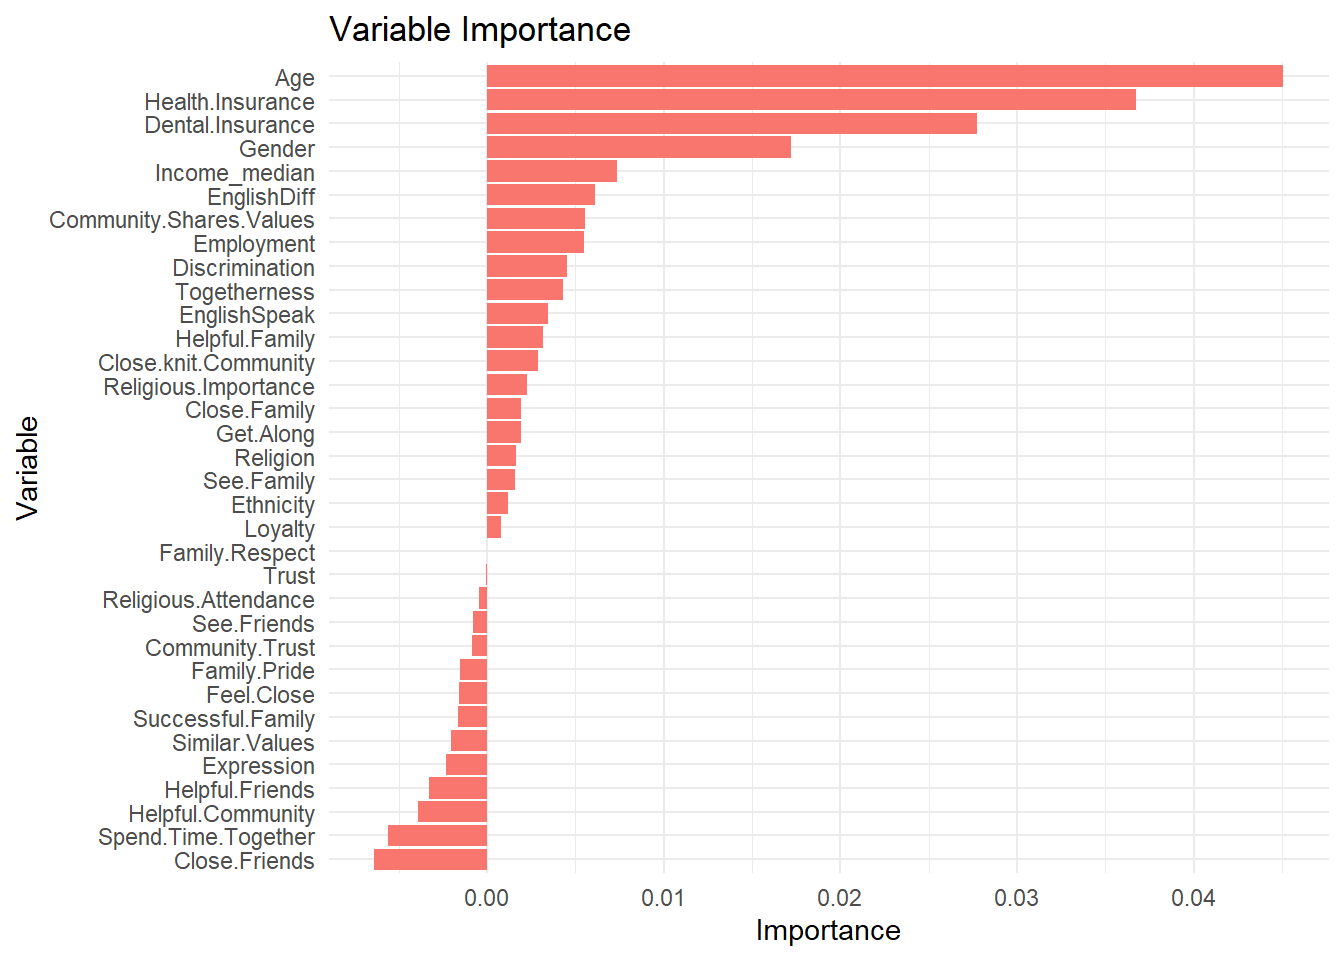 Variable Importance
Age
Health.Insurance
Dental.Insurance
Gender
Income_median
EnglishDiff
Community.Shares.Values
Employment
Discrimination
Togetherness
EnglishSpeak
Helpful.Family
Close.knit.Community
Religious.Importance
Close.Family
Get.Along
Religion
See.Family
Ethnicity
Loyalty
Family.Respect
Trust
Religious.Attendance
See.Friends
Community.Trust
Family.Pride
Feel.Close
Successful.Family
Similar.Values
Expression
Helpful.Friends
Helpful.Community
Spend.Time.Together
Close.Friends
Variable
0.00 0.01 0.02 0.03 0.04
Importance